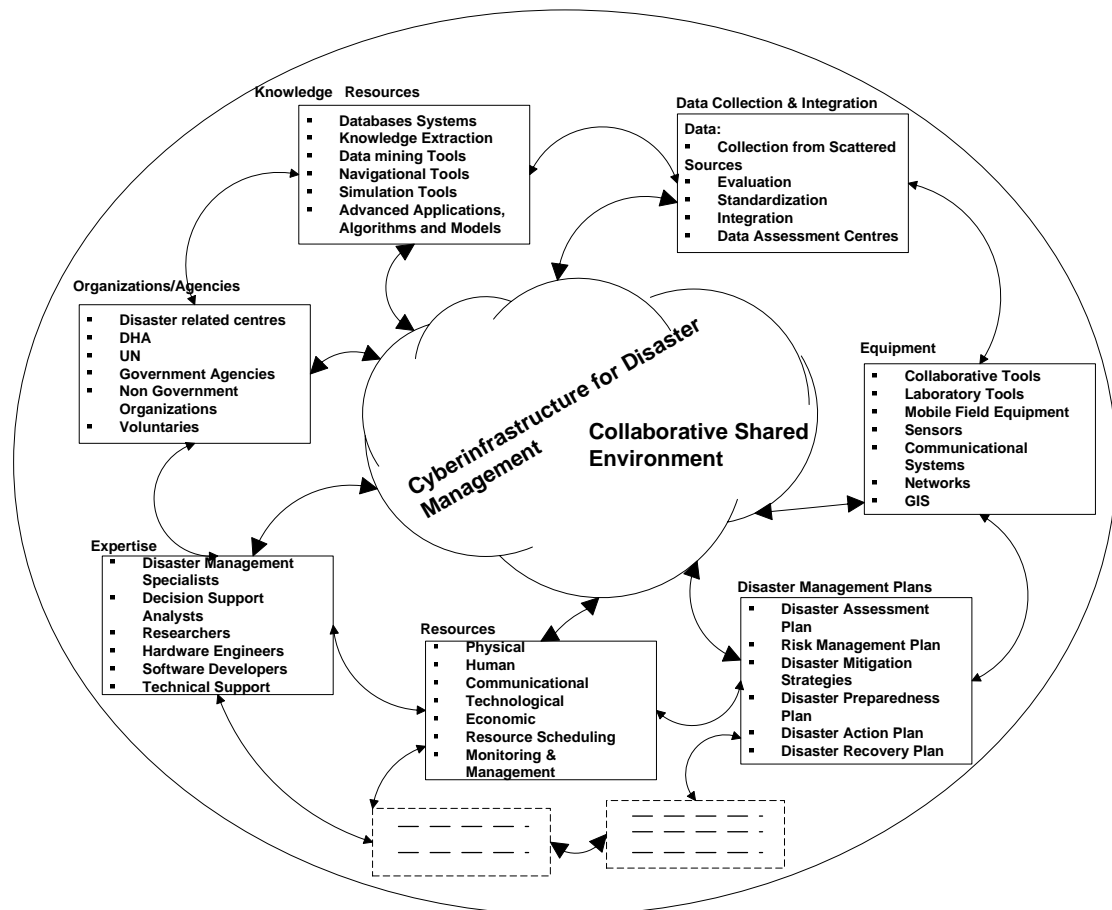 Knowledge Resources
▪ Databases Systems
▪ Knowledge Extraction
▪ Data mining Tools
▪ Navigational Tools
▪ Simulation Tools
▪ Advanced Applications,
Algorithms and Models
Data Collection & Integration
Data:
▪ Collection from Scattered
Sources
▪ Evaluation
▪ Standardization
▪ Integration
▪ Data Assessment Centres
Organizations/Agencies
▪ Disaster related centres
▪ DHA
▪ UN
▪ Government Agencies
▪ Non Government
Organizations
▪ Voluntaries
Cyberinfrastructure for Disaster
Management
Collaborative Shared
Environment
Equipment
▪ Collaborative Tools
▪ Laboratory Tools
▪ Mobile Field Equipment
▪ Sensors
▪ Communicational
Systems
▪ Networks
▪ GIS
Expertise
▪ Disaster Management
Specialists
▪ Decision Support
Analysts
▪ Researchers
▪ Hardware Engineers
▪ Software Developers
▪ Technical Support
Resources
▪ Physical
▪ Human
▪ Communicational
▪ Technological
▪ Economic
▪ Resource Scheduling
▪ Monitoring &
Management
Disaster Management Plans
▪ Disaster Assessment
Plan
▪ Risk Management Plan
▪ Disaster Mitigation
Strategies
▪ Disaster Preparedness
Plan
▪ Disaster Action Plan
▪ Disaster Recovery Plan